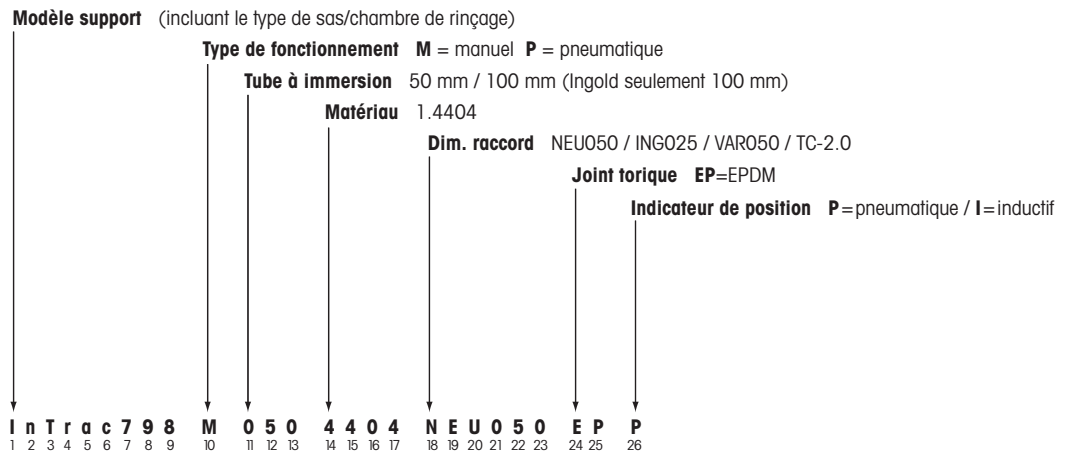 Modèle support (incluant le type de sas/chambre de rinçage)
Type de fonctionnement M = manuel P = pneumatique
Tube à immersion 50 mm / 100 mm (Ingold seulement 100 mm)
Matériau 1.4404
Dim. raccord NEU050 / ING025 / VAR050 / TC-2.0
Joint torique EP=EPDM
Indicateur de position P=pneumatique / I=inductif
I n T r a c 7 9 8 M 0 5 0 4 4 0 4 N E U 0 5 0 E P P
1 2 3 4 5 6 7 8 9 10 11 12 13 14 15 16 17 18 19 20 21 22 23 24 25 26